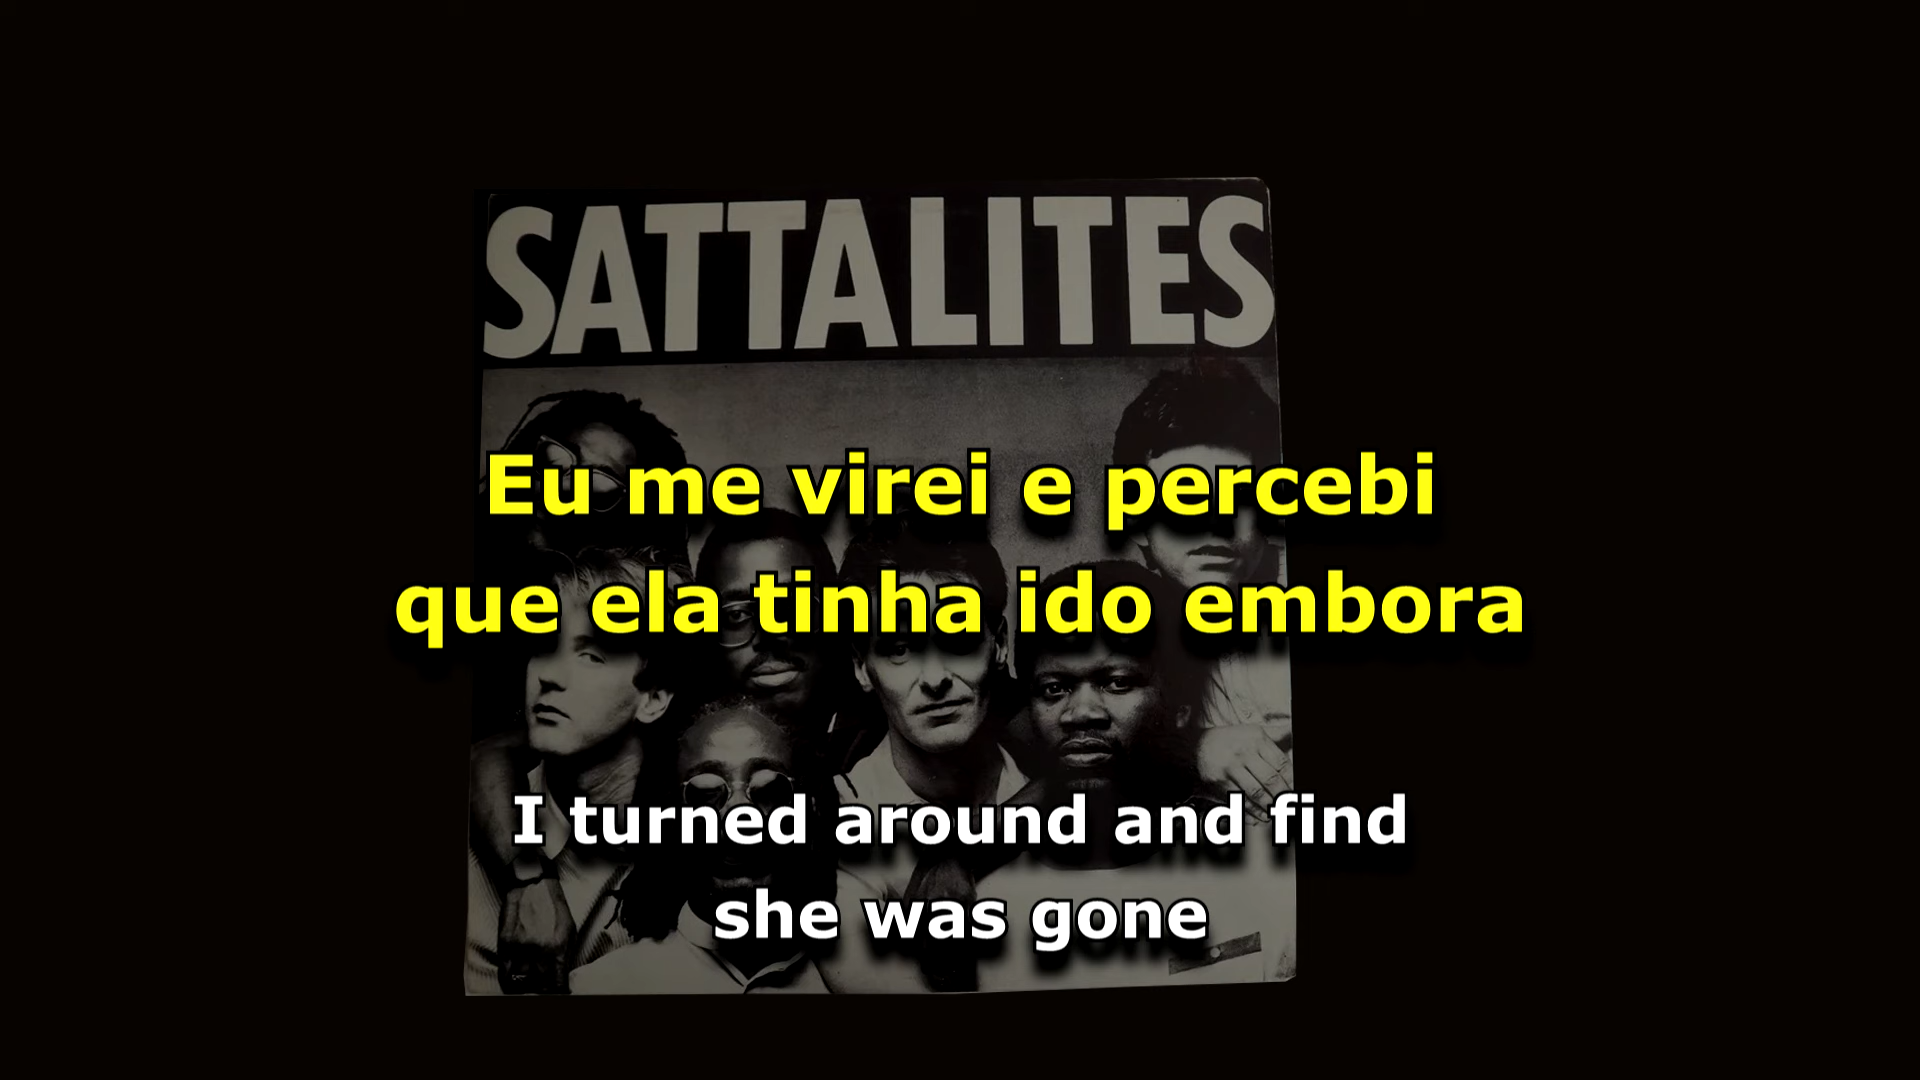 SATTALITES
Eu me virei e percebi
que ela tinha ido embora
I turned around and find
she was gone